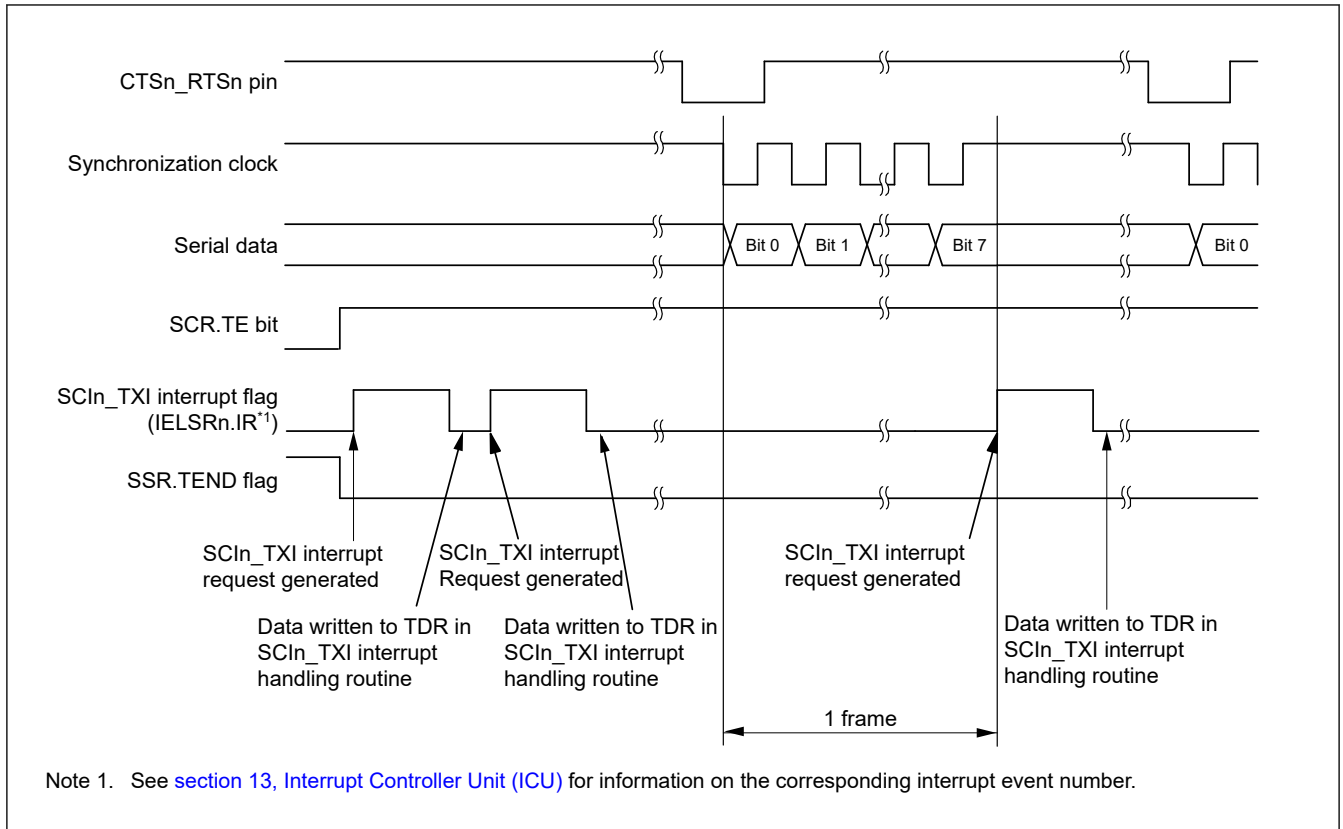 CTSn_RTSn pin
Synchronization clock
Serial data
Bit 0
Bit 1
Bit 7
Bit 0
SCR.TE bit
SCIn_TXI interrupt flag
(IELSRn.IR*1)
SSR.TEND flag
SCIn_TXI interrupt
request generated
SCIn_TXI interrupt
Request generated
SCIn_TXI interrupt
request generated
Data written to TDR in
SCIn_TXI interrupt
handling routine
Data written to TDR in
SCIn_TXI interrupt
handling routine
Data written to TDR in
SCIn_TXI interrupt
handling routine
1 frame
Note 1. See section 13, Interrupt Controller Unit (ICU) for information on the corresponding interrupt event number.